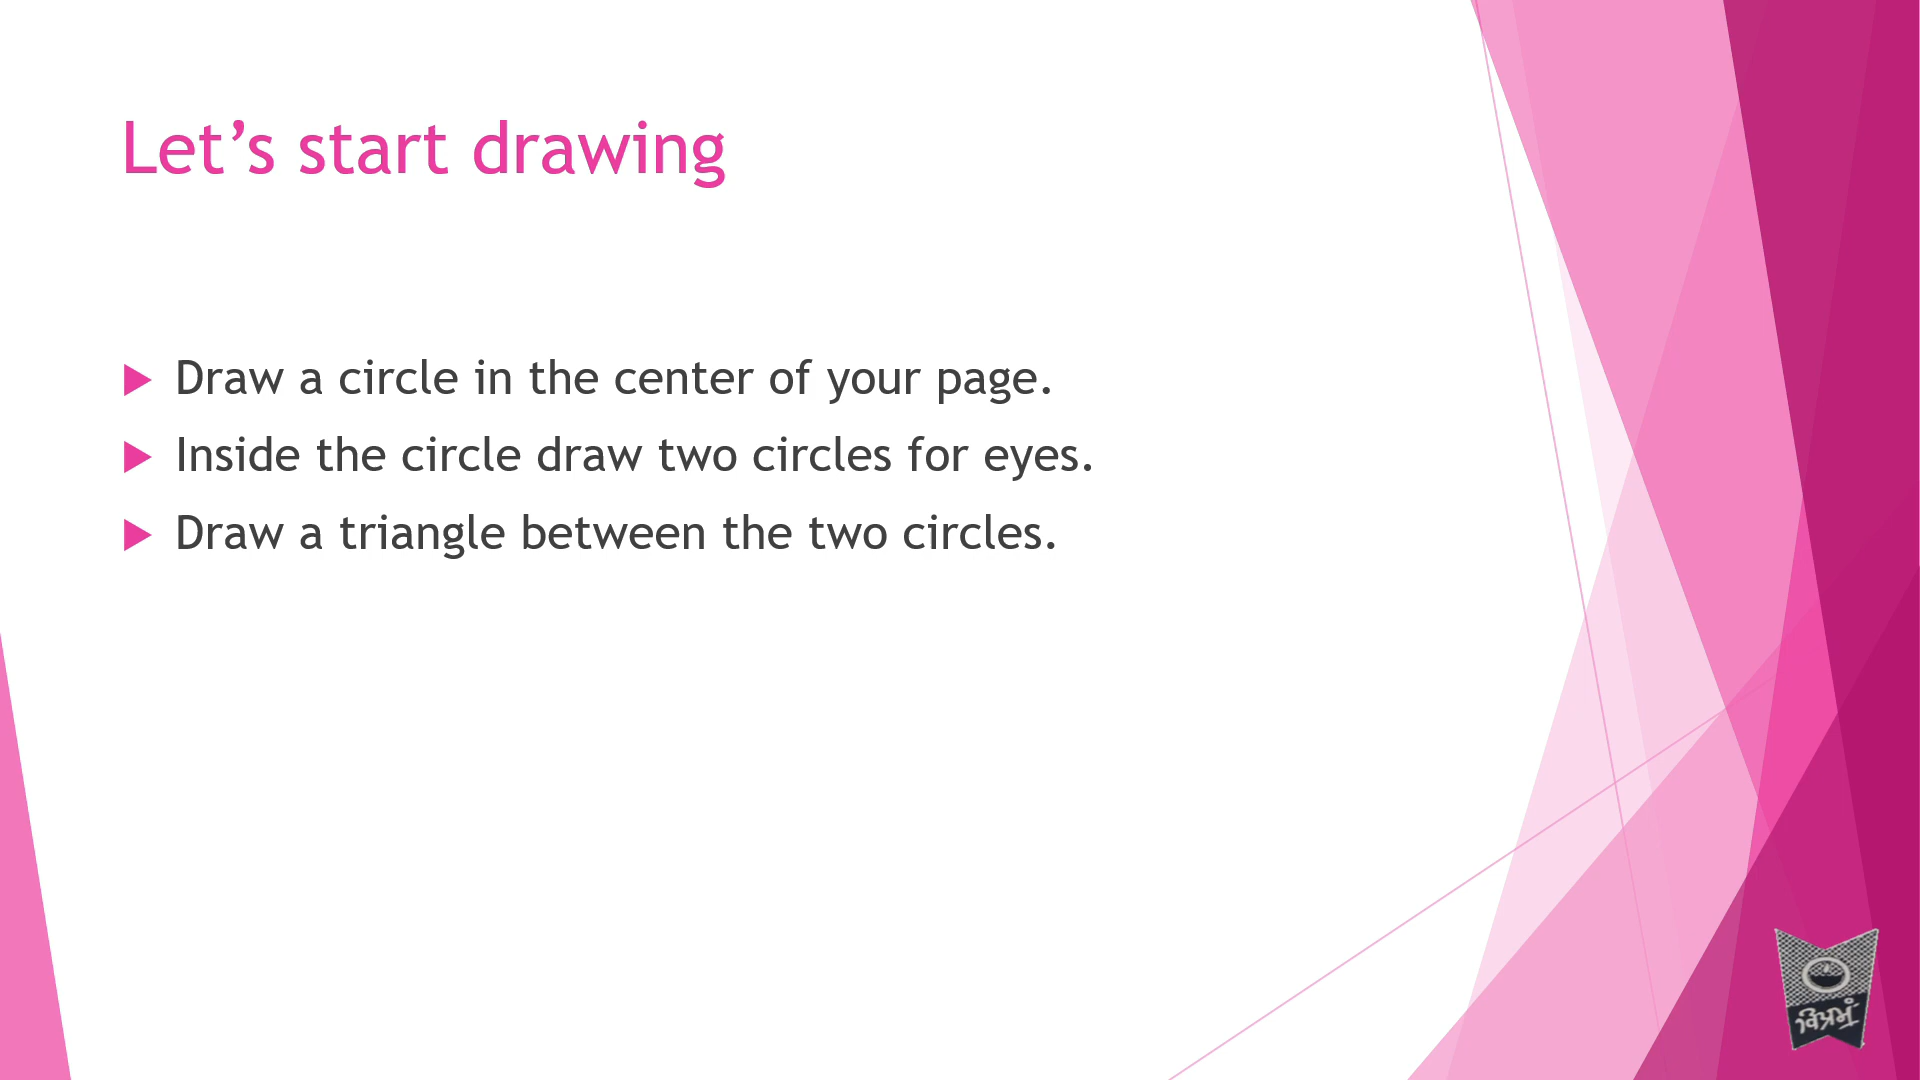 Let’s start drawing
Draw a circle in the center of your page.
Inside the circle draw two circles for eyes.
Draw a triangle between the two circles.